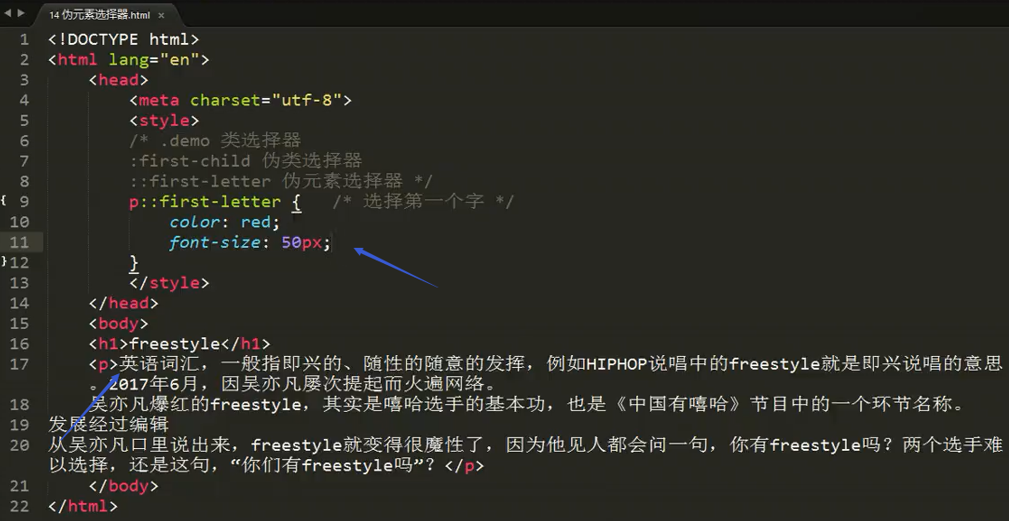 14 伪元素选择器.html ×
1 <!DOCTYPE html>
2 <html lang="en">
3 <head>
4 <meta charset="utf-8">
5 <style>
6 /* .demo 类选择器
7 :first-child 伪类选择器
8 ::first-letter 伪元素选择器 */
{ 9 p::first-letter { /* 选择第一个字 */
10 color: red;
11 font-size: 50px;
}12 }
13 </style>
14 </head>
15 <body>
16 <h1>freestyle</h1>
17 <p>英语词汇，一般指即兴的、随性的随意的发挥，例如HIPHOP说唱中的freestyle就是即兴说唱的意思
。2017年6月，因吴亦凡屡次提起而火遍网络。
18 吴亦凡爆红的freestyle，其实是嘻哈选手的基本功，也是《中国有嘻哈》节目中的一个环节名称。
19 发展经过编辑
20 从吴亦凡口里说出来，freestyle就变得很魔性了，因为他见人都会问一句，你有freestyle吗？两个选手难
以选择，还是这句，“你们有freestyle吗”？</p>
21 </body>
22 </html>